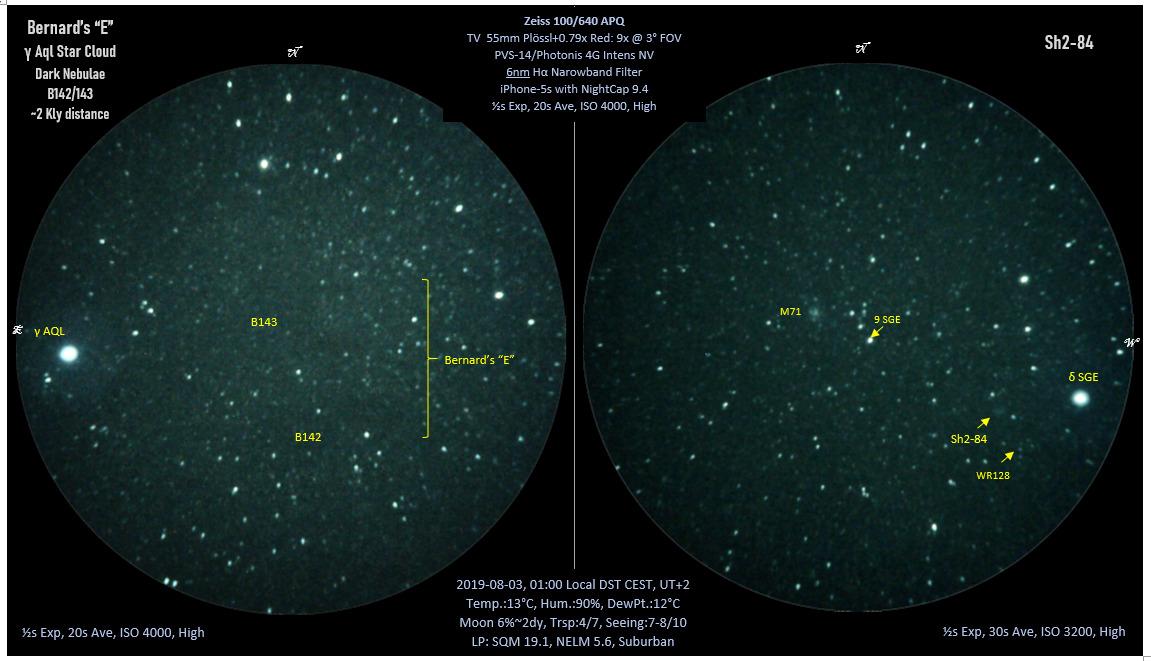 Bernard's "E"
γ Aql Star Cloud
Dark Nebulae
B142/143
~2 Kly distance
Zeiss 100/640 APQ
TV 55mm Plössl+0.79x Red: 9x @ 3° FOV
PVS-14/Photonis 4G Intens NV
6nm Hα Narowband Filter
iPhone-5s with NightCap 9.4
½s Exp, 20s Ave, ISO 4000, High
Sh2-84
N
N
E
γ AQL
B143
Bernard's "E"
B142
M71
9 SGE
W
δ SGE
Sh2-84
WR128
2019-08-03, 01:00 Local DST CEST, UT+2
Temp.:13°C, Hum.:90%, DewPt.:12°C
Moon 6%~2dy, Trsp:4/7, Seeing:7-8/10
LP: SQM 19.1, NELM 5.6, Suburban
½s Exp, 20s Ave, ISO 4000, High
½s Exp, 30s Ave, ISO 3200, High